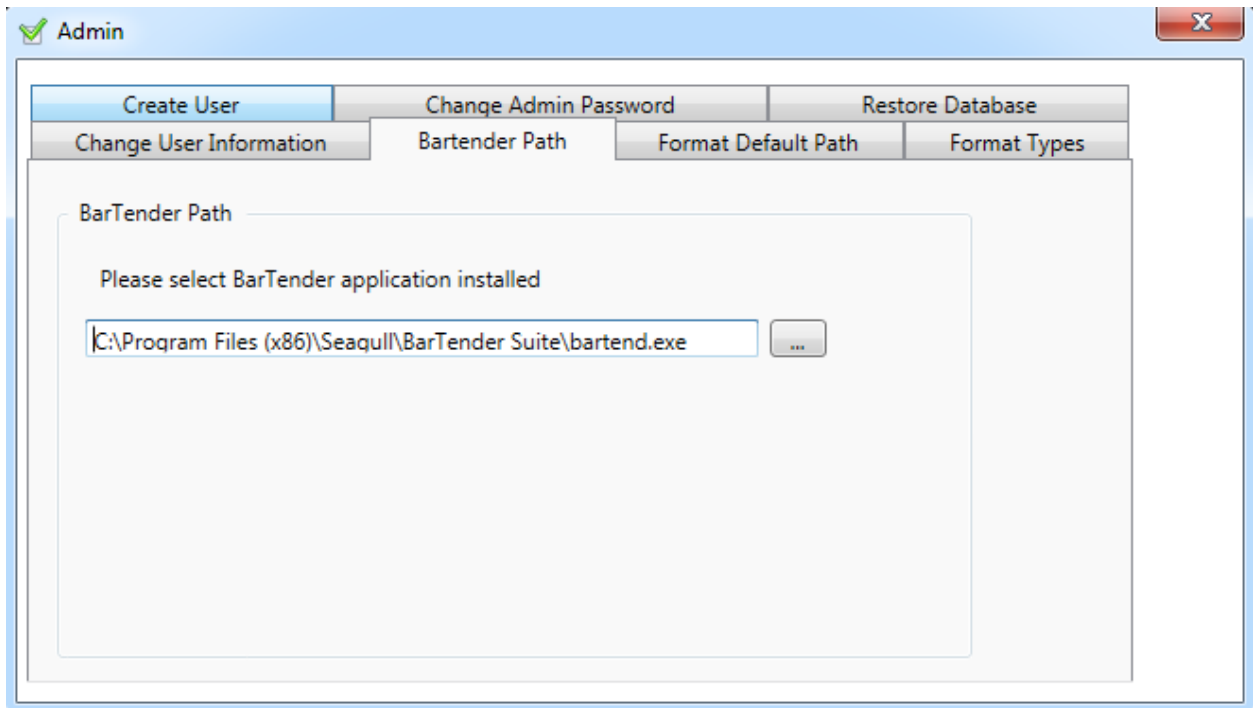 Admin
Create User
Change Admin Password
Restore Database
Change User Information
Bartender Path
Format Default Path
Format Types
BarTender Path
Please select BarTender application installed
C:\Program Files (x86)\Seagull\BarTender Suite\bartend.exe
...